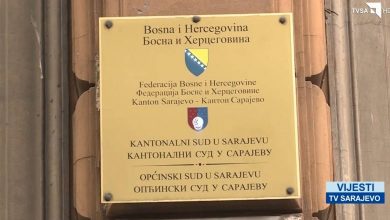 TVSA
Bosna i Hercegovina
Босна и Херцеговина
Federacija Bosne i Hercegovine
Федерација Босне и Херцеговине
Kanton Sarajevo - Кантон Сарајево
KANTONALNI SUD U SARAJEVU
КАНТОНАЛНИ СУД У САРАЈЕВУ
OPĆINSKI SUD U SARAJEVU
ОПЋИНСКИ СУД У САРАЈЕВУ
VIJESTI
TV SARAJEVO